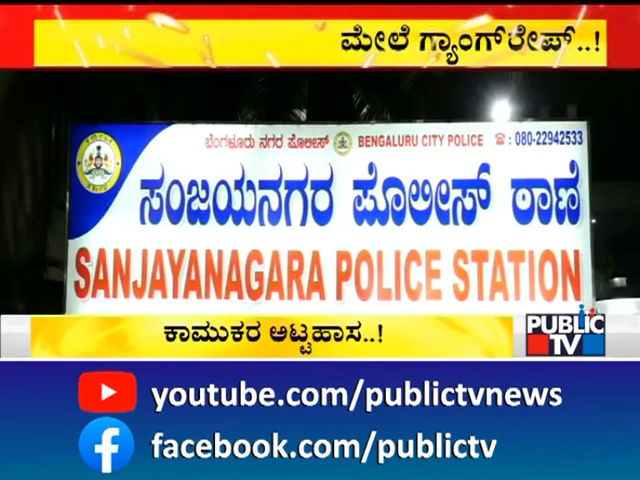 ಮೇಲೆ ಗ್ಯಾಂಗ್‌ರೇಪ್..!
ಬೆಂಗಳೂರು ನಗರ ಪೊಲೀಸ್ BENGALURU CITY POLICE ☎: 080-22942533
ಸಂಜಯನಗರ ಪೊಲೀಸ್ ಠಾಣೆ
SANJAYANAGARA POLICE STATION
ಕಾಮುಕರ ಅಟ್ಟಹಾಸ..!
PUBLIC
TV
youtube.com/publictvnews
facebook.com/publictv